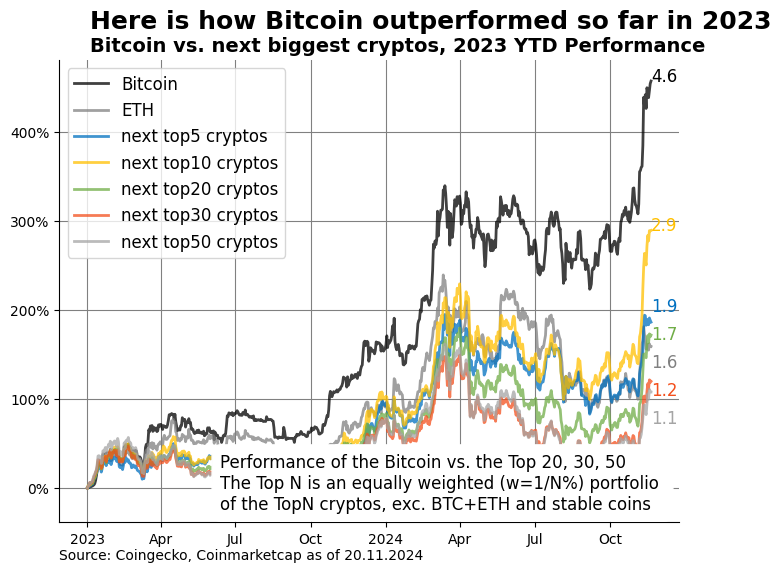 Here is how Bitcoin outperformed so far in 2023
Bitcoin vs. next biggest cryptos, 2023 YTD Performance
Bitcoin
ETH
next top5 cryptos
next top10 cryptos
next top20 cryptos
next top30 cryptos
next top50 cryptos
400%
300%
200%
100%
0%
4.6
2.9
1.9
1.7
1.6
1.2
1.1
Performance of the Bitcoin vs. the Top 20, 30, 50
The Top N is an equally weighted (w=1/N%) portfolio
of the TopN cryptos, exc. BTC+ETH and stable coins
2023 Apr Jul Oct 2024 Apr Jul Oct
Source: Coingecko, Coinmarketcap as of 20.11.2024